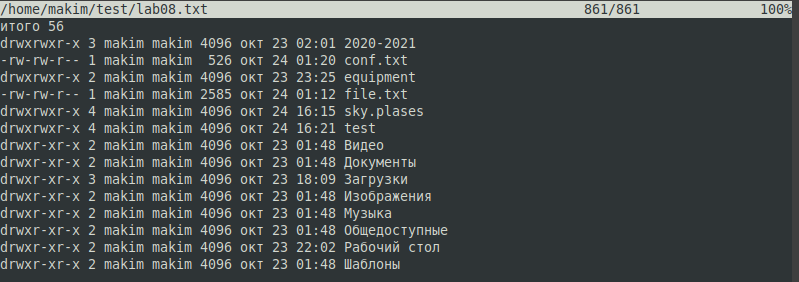 /home/makim/test/lab08.txt 861/861 100%
итого 56
drwxrwxr-x 3 makim makim 4096 окт 23 02:01 2020-2021
-rw-rw-r-- 1 makim makim  526 окт 24 01:20 conf.txt
drwxrwxr-x 2 makim makim 4096 окт 23 23:25 equipment
-rw-rw-r-- 1 makim makim 2585 окт 24 01:12 file.txt
drwxrwxr-x 4 makim makim 4096 окт 24 16:15 sky.plases
drwxrwxr-x 4 makim makim 4096 окт 24 16:21 test
drwxr-xr-x 2 makim makim 4096 окт 23 01:48 Видео
drwxr-xr-x 2 makim makim 4096 окт 23 01:48 Документы
drwxr-xr-x 3 makim makim 4096 окт 23 18:09 Загрузки
drwxr-xr-x 2 makim makim 4096 окт 23 01:48 Изображения
drwxr-xr-x 2 makim makim 4096 окт 23 01:48 Музыка
drwxr-xr-x 2 makim makim 4096 окт 23 01:48 Общедоступные
drwxr-xr-x 2 makim makim 4096 окт 23 22:02 Рабочий стол
drwxr-xr-x 2 makim makim 4096 окт 23 01:48 Шаблоны